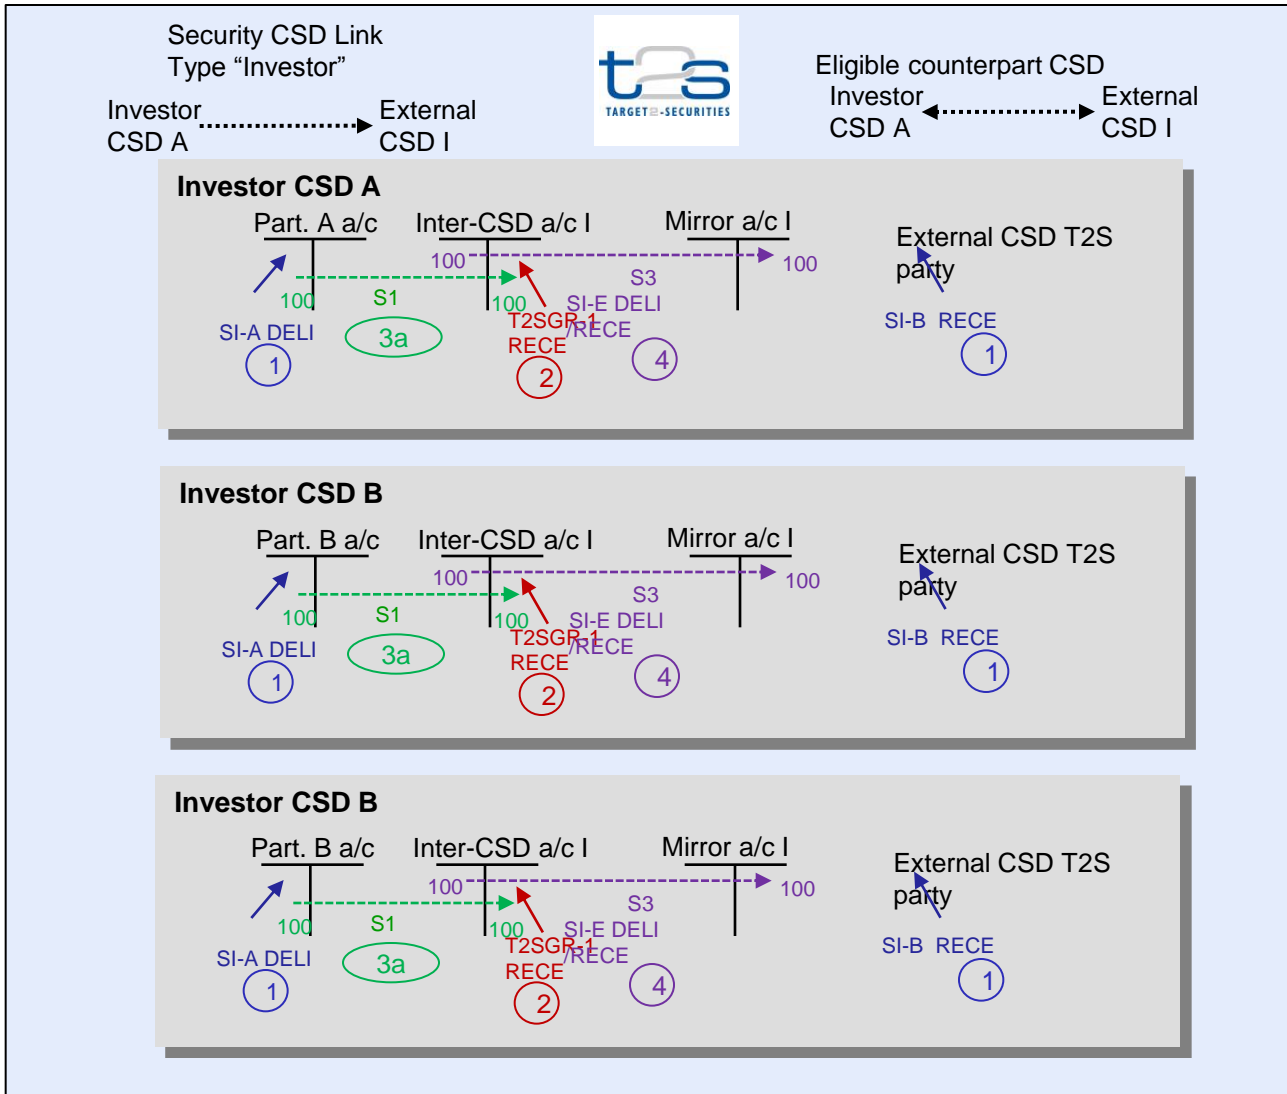 Security CSD Link
Type “Investor”
Investor
CSD A
External
CSD I
t2s
TARGET2-SECURITIES
Eligible counterpart CSD
Investor
CSD A
External
CSD I
Investor CSD A
Part. A a/c
Inter-CSD a/c I
Mirror a/c I
External CSD T2S
party
100
100
100
S1
100
S3
SI-A DELI
3a
T2SGR-1
RECE
SI-E DELI
/RECE
SI-B RECE
1
2
4
1
Investor CSD B
Part. B a/c
Inter-CSD a/c I
Mirror a/c I
External CSD T2S
party
100
100
100
S1
100
S3
SI-A DELI
3a
T2SGR-1
RECE
SI-E DELI
/RECE
SI-B RECE
1
2
4
1
Investor CSD B
Part. B a/c
Inter-CSD a/c I
Mirror a/c I
External CSD T2S
party
100
100
100
S1
100
S3
SI-A DELI
3a
T2SGR-1
RECE
SI-E DELI
/RECE
SI-B RECE
1
2
4
1